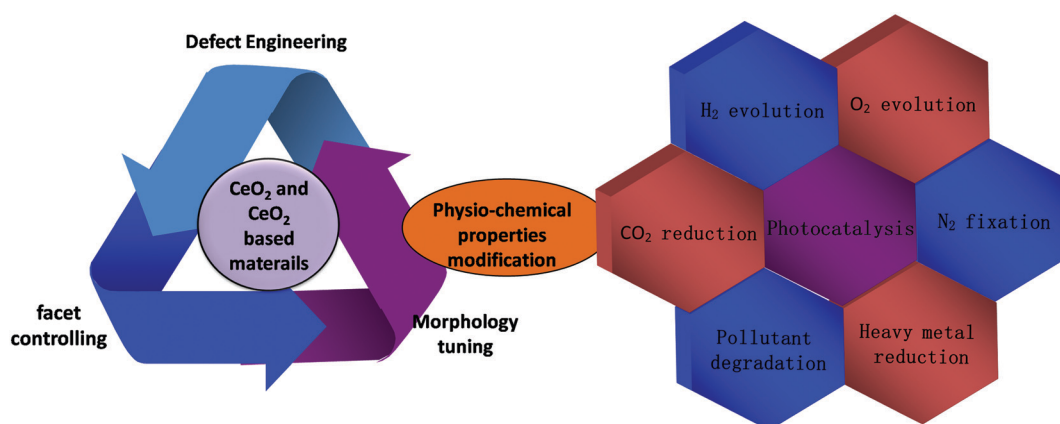 Defect Engineering
CeO₂ and
CeO₂
based
materails
facet
controlling
Morphology
tuning
Physio-chemical
properties
modification
H₂ evolution
O₂ evolution
CO₂ reduction
Photocatalysis
N₂ fixation
Pollutant
degradation
Heavy metal
reduction